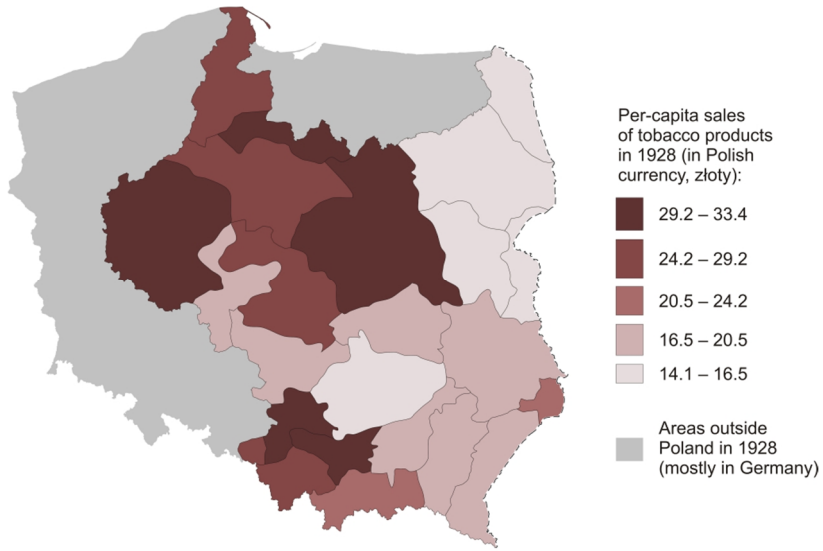 Per-capita sales
of tobacco products
in 1928 (in Polish
currency, złoty):
29.2 – 33.4
24.2 – 29.2
20.5 – 24.2
16.5 – 20.5
14.1 – 16.5
Areas outside
Poland in 1928
(mostly in Germany)